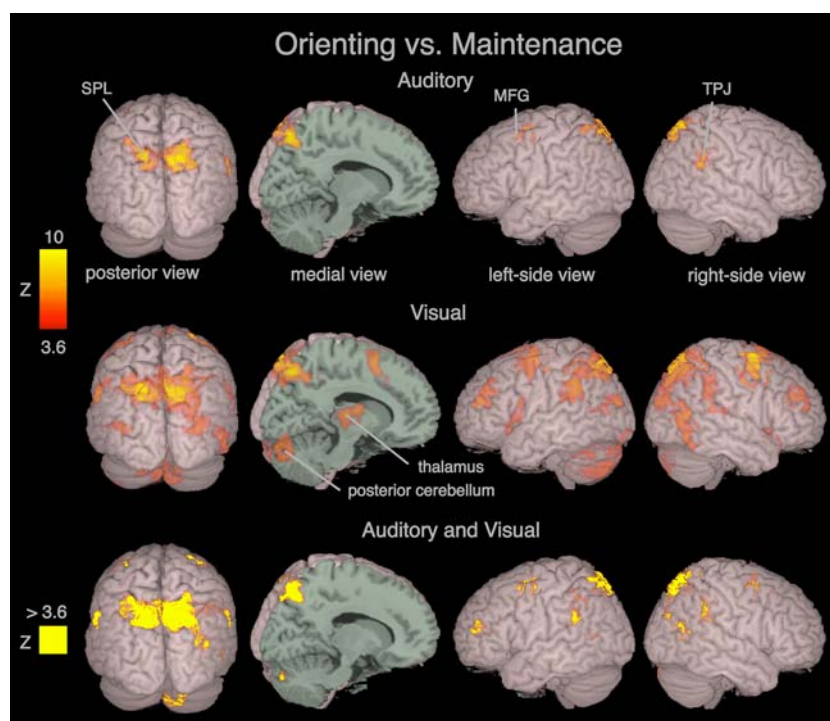 Orienting vs. Maintenance
Auditory
SPL
MFG
TPJ
10
Z
3.6
posterior view
medial view
left-side view
right-side view
Visual
thalamus
posterior cerebellum
Auditory and Visual
> 3.6
Z